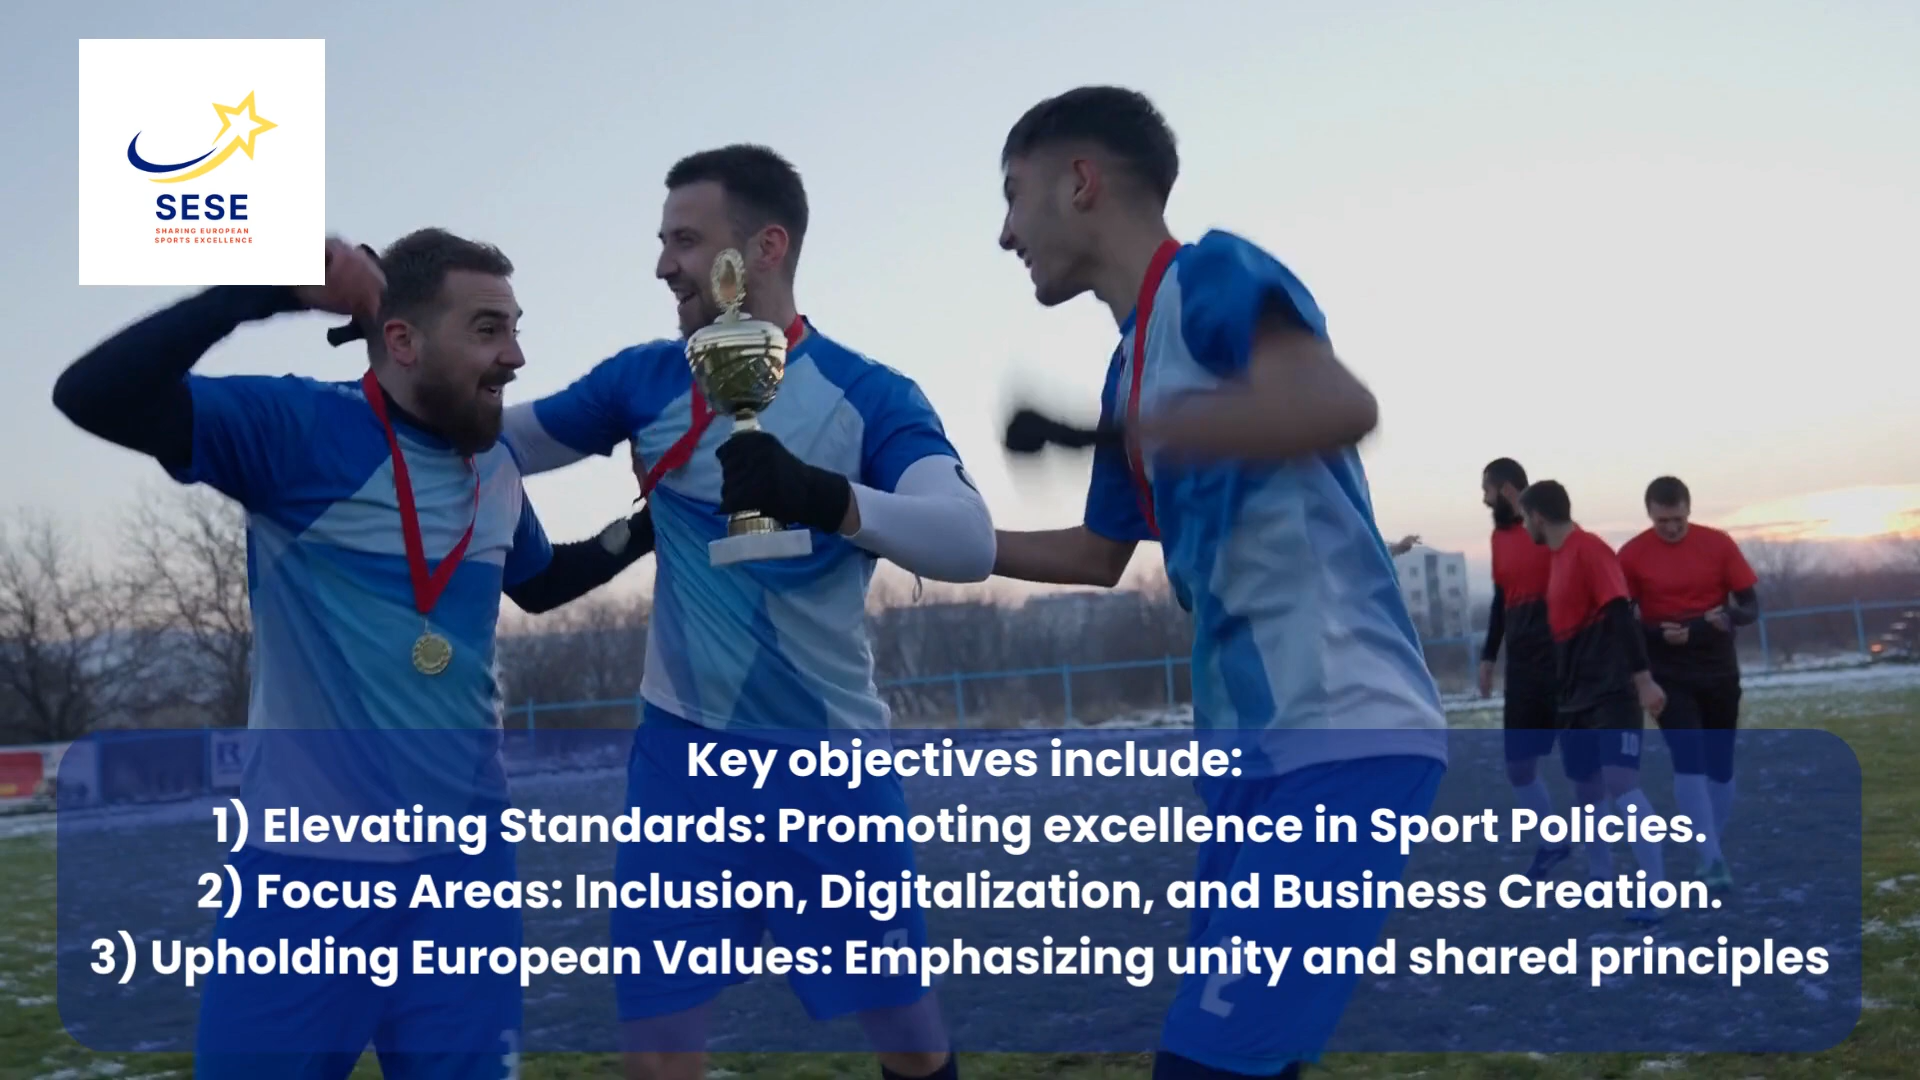 SESE
SHARING EUROPEAN
SPORTS EXCELLENCE
Key objectives include:
1) Elevating Standards: Promoting excellence in Sport Policies.
2) Focus Areas: Inclusion, Digitalization, and Business Creation.
3) Upholding European Values: Emphasizing unity and shared principles
10